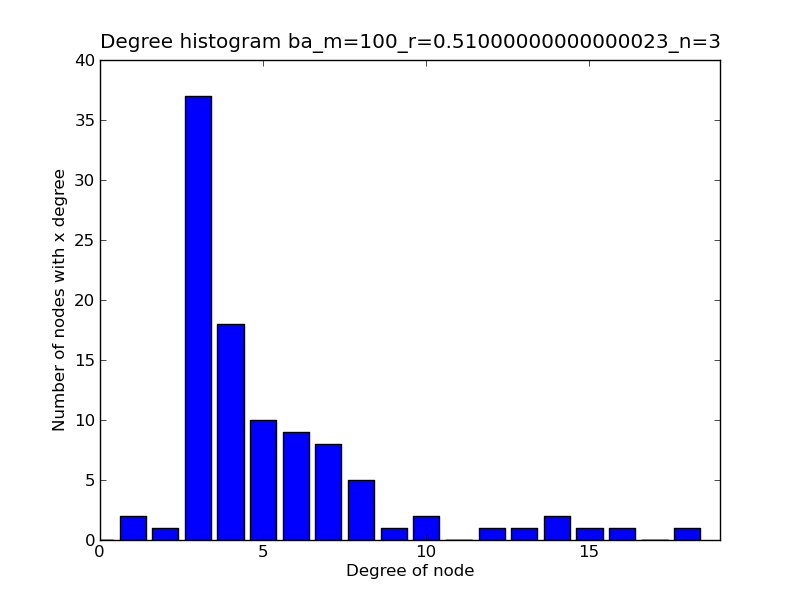 Degree histogram ba_m=100_r=0.51000000000000023_n=3
40
35
30
25
20
15
10
5
0
Number of nodes with x degree
0 5 10 15
Degree of node